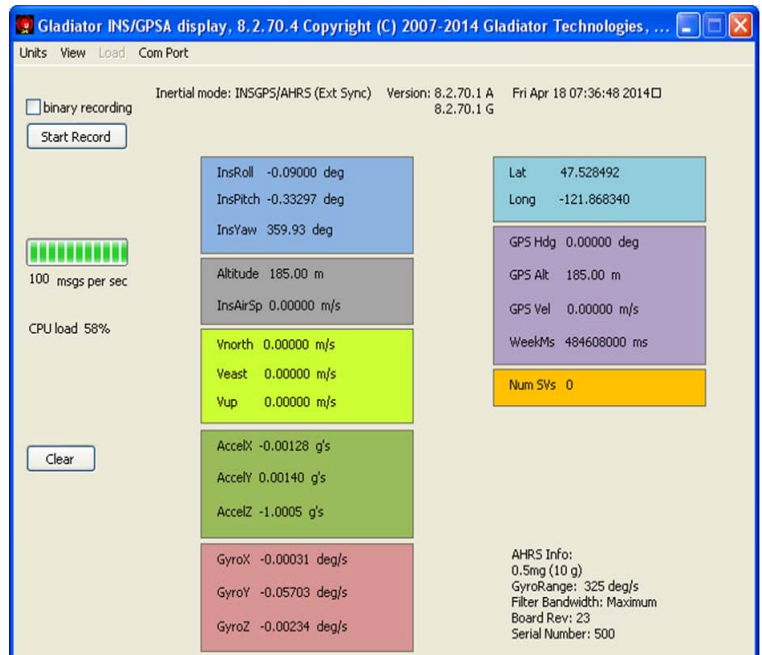 Gladiator INS/GPSA display, 8.2.70.4 Copyright (C) 2007-2014 Gladiator Technologies, ...
Units View Load Com Port
Inertial mode: INSGPS/AHRS (Ext Sync) Version: 8.2.70.1 A Fri Apr 18 07:36:48 2014
8.2.70.1 G
binary recording
Start Record
100 msgs per sec
CPU load 58%
Clear
InsRoll -0.09000 deg
InsPitch -0.33297 deg
InsYaw 359.93 deg
Altitude 185.00 m
InsAirSp 0.00000 m/s
Vnorth 0.00000 m/s
Veast 0.00000 m/s
Vup 0.00000 m/s
AccelX -0.00128 g's
AccelY 0.00140 g's
AccelZ -1.0005 g's
GyroX -0.00031 deg/s
GyroY -0.05703 deg/s
GyroZ -0.00234 deg/s
Lat 47.528492
Long -121.868340
GPS Hdg 0.00000 deg
GPS Alt 185.00 m
GPS Vel 0.00000 m/s
WeekMs 484608000 ms
Num SVs 0
AHRS Info:
0.5mg (10 g)
GyroRange: 325 deg/s
Filter Bandwidth: Maximum
Board Rev: 23
Serial Number: 500